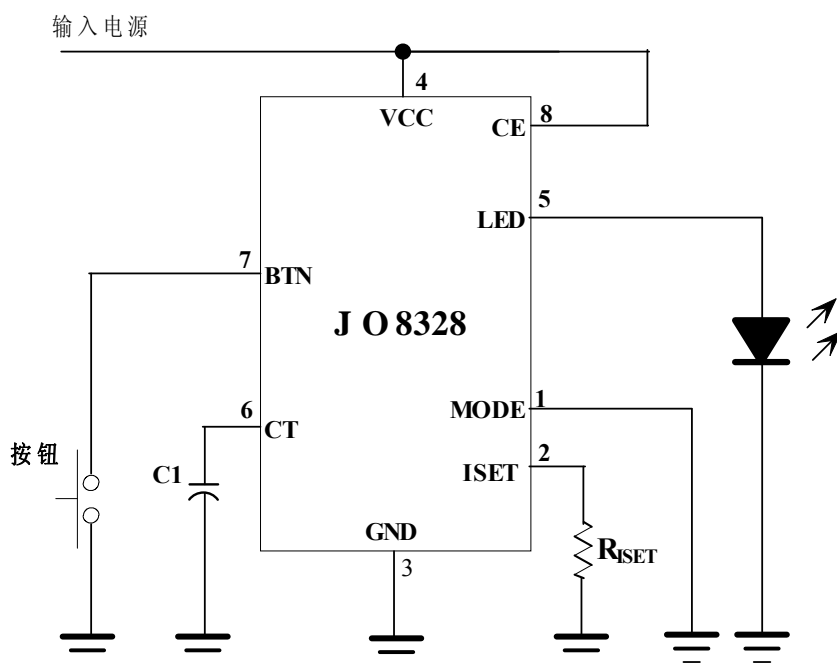 输入电源
4
VCC
8
CE
5
LED
7
BTN
JO8328
1
MODE
6
CT
按钮
C1
2
ISET
GND
3
RISET